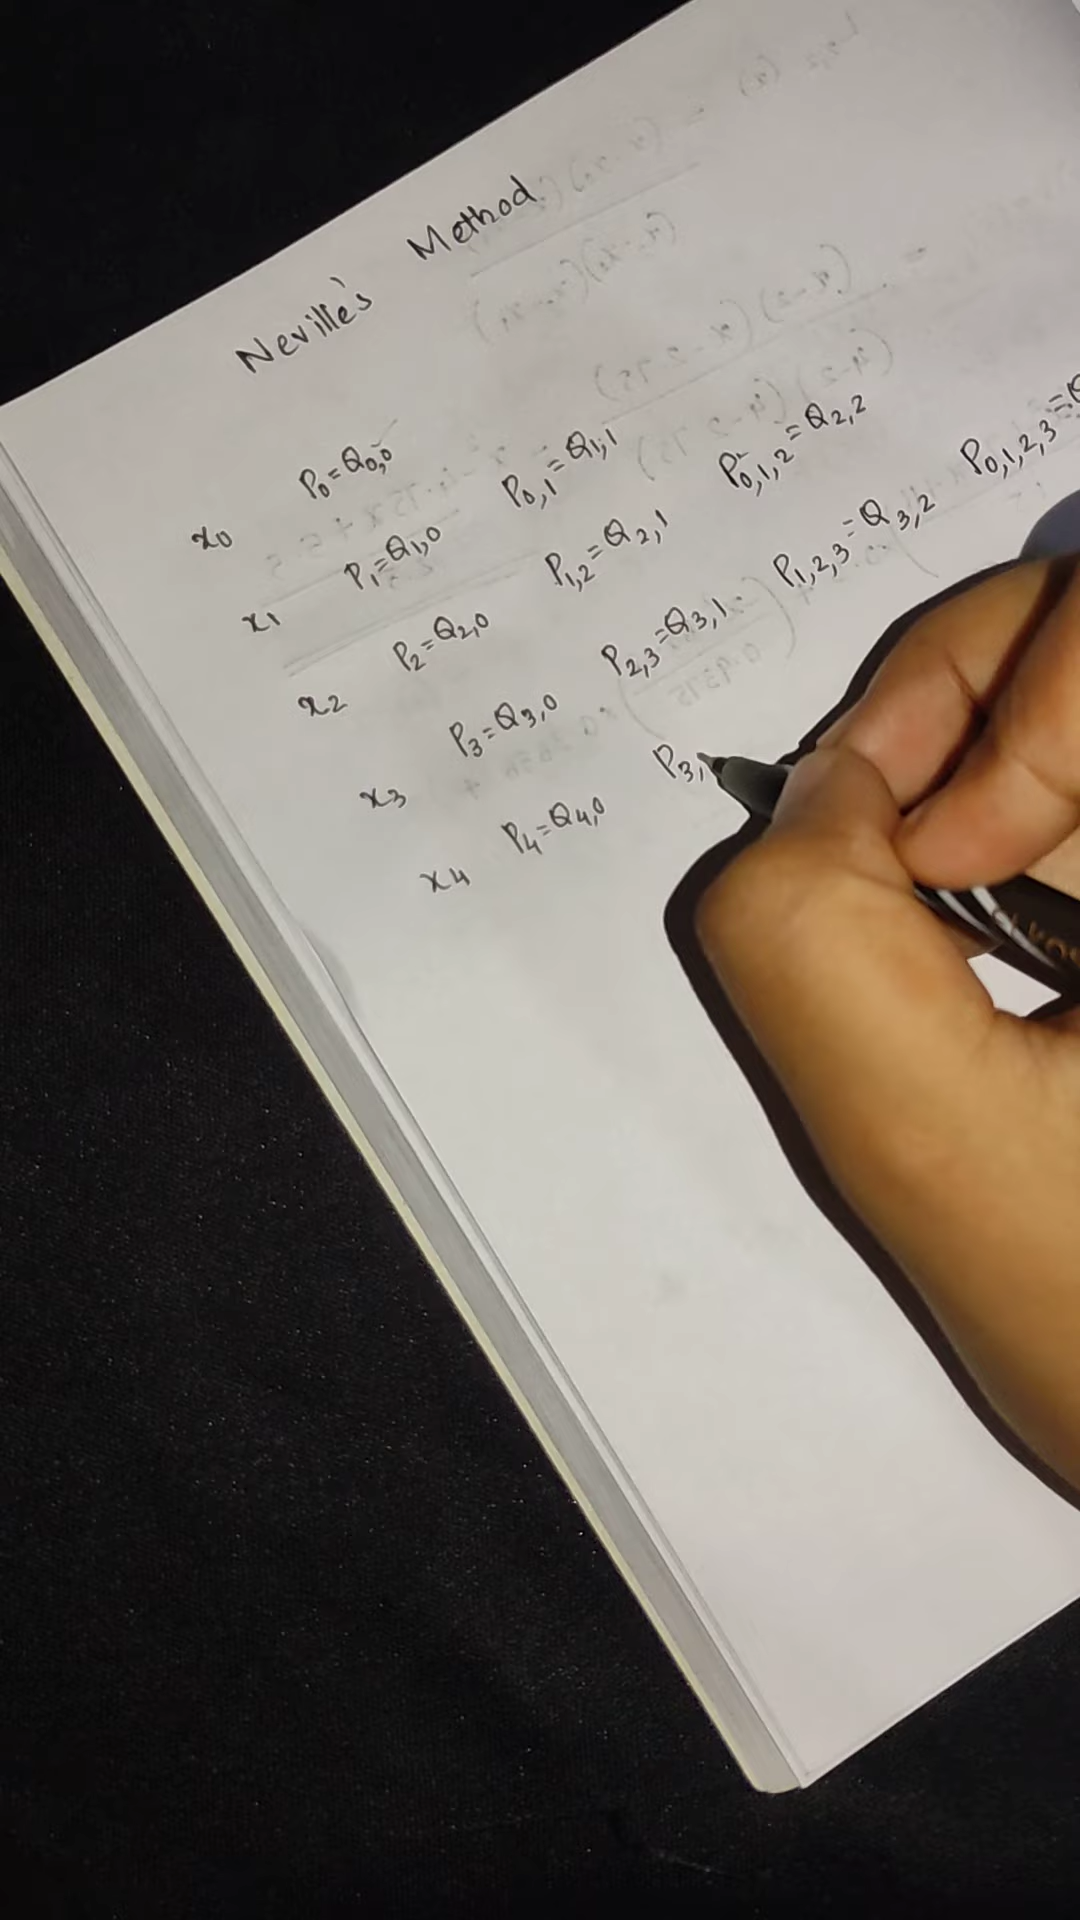 Neville's Method
x0 P0=Q0,0
x1 P1=Q1,0 P0,1=Q1,1
x2 P2=Q2,0 P1,2=Q2,1 P0,1,2=Q2,2
x3 P3=Q3,0 P2,3=Q3,1 P1,2,3=Q3,2 P0,1,2,3=Q
x4 P4=Q4,0 P3,